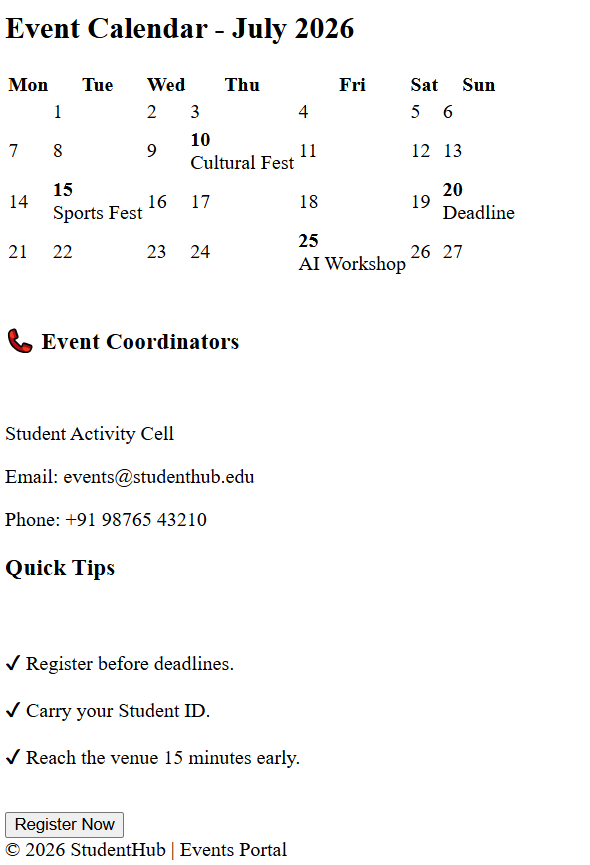 Event Calendar - July 2026
Mon Tue Wed Thu Fri Sat Sun
1 2 3 4 5 6
7 8 9 10 Cultural Fest 11 12 13
14 15 Sports Fest 16 17 18 19 20 Deadline
21 22 23 24 25 AI Workshop 26 27
Event Coordinators
Student Activity Cell
Email: events@studenthub.edu
Phone: +91 98765 43210
Quick Tips
✓ Register before deadlines.
✓ Carry your Student ID.
✓ Reach the venue 15 minutes early.
Register Now
© 2026 StudentHub | Events Portal